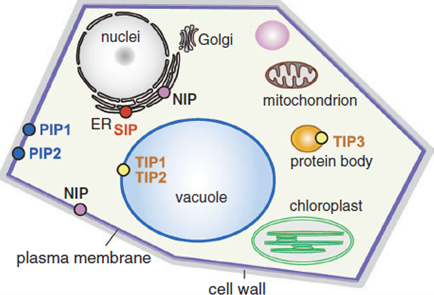 nuclei
Golgi
NIP
mitochondrion
ER
SIP
PIP1
PIP2
TIP1
TIP2
TIP3
protein body
NIP
vacuole
chloroplast
plasma membrane
cell wall